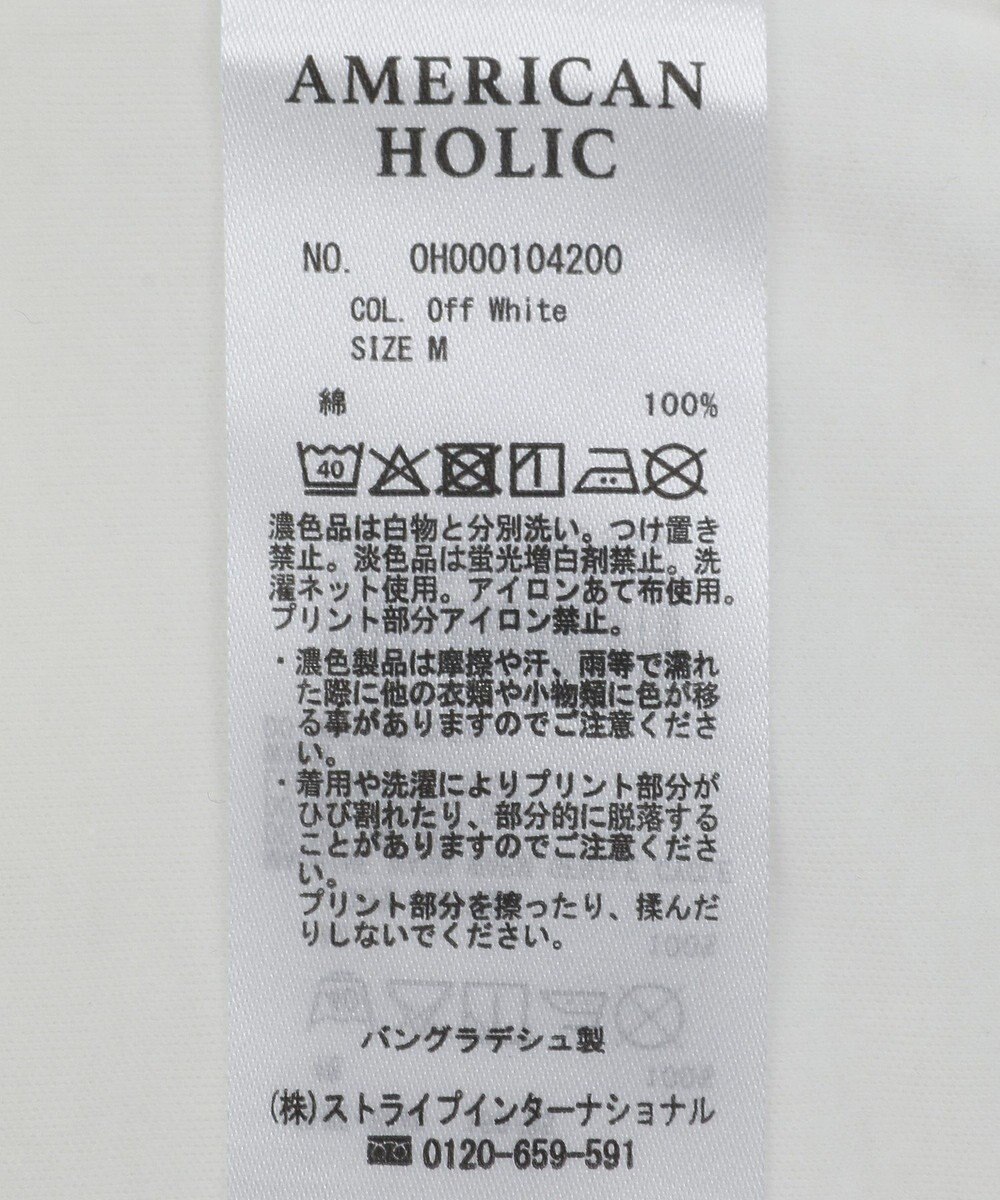 AMERICAN
HOLIC
NO. OH000104200
COL. Off White
SIZE M
綿 100%
40
濃色品は白物と分別洗い。つけ置き
禁止。淡色品は蛍光増白剤禁止。洗
濯ネット使用。アイロンあて布使用。
プリント部分アイロン禁止。
・濃色製品は摩擦や汗、雨等で濡れ
た際に他の衣類や小物類に色が移
る事がありますのでご注意くださ
い。
・着用や洗濯によりプリント部分が
ひび割れたり、部分的に脱落する
ことがありますのでご注意くださ
い。
プリント部分を擦ったり、揉んだ
りしないでください。
バングラデシュ製
(株)ストライプインターナショナル
0120-659-591